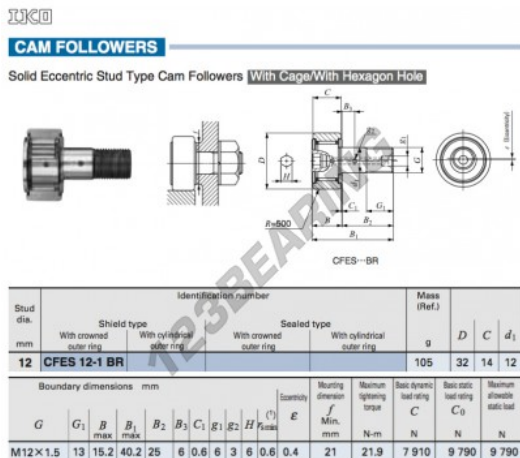 IKO
CAM FOLLOWERS
Solid Eccentric Stud Type Cam Followers With Cage/With Hexagon Hole
C
B3
g2
g1
D
H
G
d1
C1
G1
R=500
B
B2
B1
CFES…BR
123BEARING
Stud dia. mm
Identification number
Mass (Ref.) g
Shield type
Sealed type
With crowned outer ring
With cylindrical outer ring
With crowned outer ring
With cylindrical outer ring
D C d1
12 CFES 12-1 BR 105 32 14 12
Boundary dimensions mm
Eccentricity ε
Mounting dimension f Min. mm
Maximum tightening torque N-m
Basic dynamic load rating C N
Basic static load rating C0 N
Maximum allowable static load N
G G1 B max B1 max B2 B3 C1 g1 g2 H
M12×1.5 13 15.2 40.2 25 6 0.6 6 3 6 0.6 0.4 21 21.9 7 910 9 790 9 790